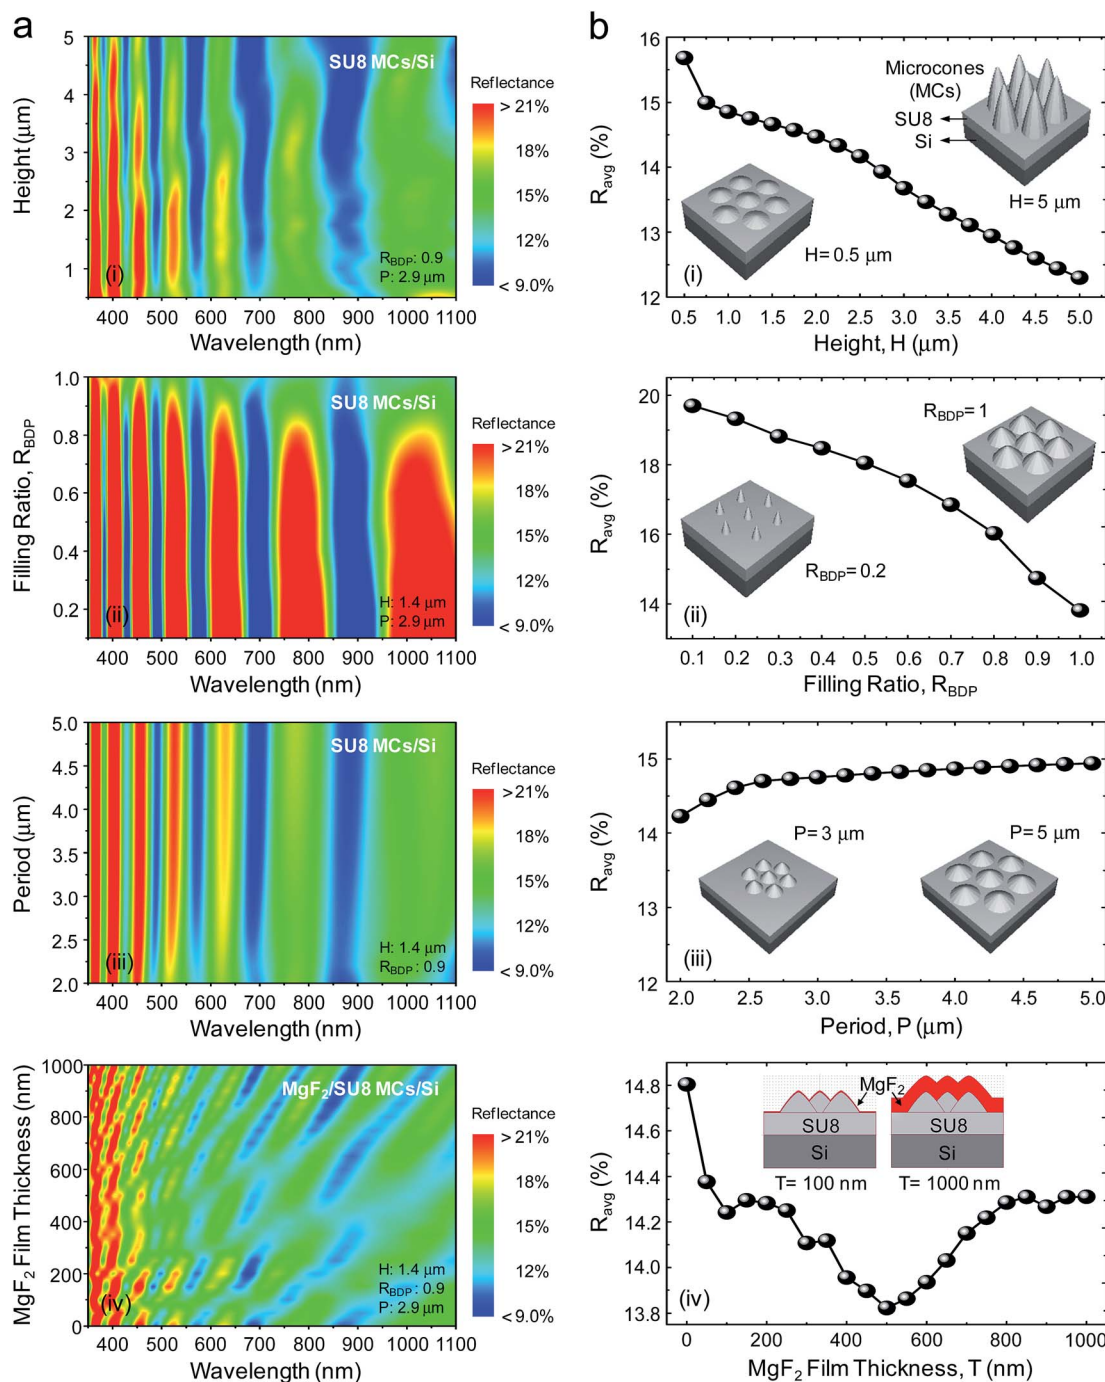 a
SU8 MCs/Si
Height (μm)
5
4
3
2
1
(i)
R_BDP: 0.9
P: 2.9 μm
400 500 600 700 800 900 1000 1100
Wavelength (nm)
Reflectance
> 21%
18%
15%
12%
< 9.0%
b
R_avg (%)
16
15
14
13
12
Microcones
(MCs)
SU8
Si
H= 5 μm
H= 0.5 μm
(i)
0.5 1.0 1.5 2.0 2.5 3.0 3.5 4.0 4.5 5.0
Height, H (μm)
SU8 MCs/Si
Filling Ratio, R_BDP
1.0
0.8
0.6
0.4
0.2
(ii)
H: 1.4 μm
P: 2.9 μm
400 500 600 700 800 900 1000 1100
Wavelength (nm)
Reflectance
> 21%
18%
15%
12%
< 9.0%
R_avg (%)
20
18
16
14
R_BDP= 1
R_BDP= 0.2
(ii)
0.1 0.2 0.3 0.4 0.5 0.6 0.7 0.8 0.9 1.0
Filling Ratio, R_BDP
SU8 MCs/Si
Period (μm)
5.0
4.5
4.0
3.5
3.0
2.5
2.0
(iii)
H: 1.4 μm
R_BDP: 0.9
400 500 600 700 800 900 1000 1100
Wavelength (nm)
Reflectance
>21%
18%
15%
12%
< 9.0%
R_avg (%)
15
14
13
12
P= 3 μm
P= 5 μm
(iii)
2.0 2.5 3.0 3.5 4.0 4.5 5.0
Period, P (μm)
MgF₂/SU8 MCs/Si
MgF₂ Film Thickness (nm)
1000
900
800
700
600
500
400
300
200
100
0
(iv)
H: 1.4 μm
R_BDP: 0.9
P: 2.9 μm
400 500 600 700 800 900 1000 1100
Wavelength (nm)
Reflectance
> 21%
18%
15%
12%
< 9.0%
R_avg (%)
14.8
14.4
14.0
13.8
MgF₂
SU8
Si
T= 100 nm
SU8
Si
T= 1000 nm
(iv)
0 200 400 600 800 1000
MgF₂ Film Thickness, T (nm)